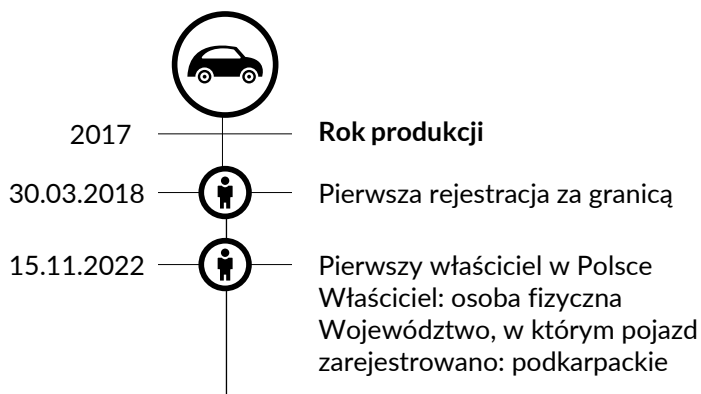 2017 Rok produkcji
30.03.2018 Pierwsza rejestracja za granicą
15.11.2022 Pierwszy właściciel w Polsce
Właściciel: osoba fizyczna
Województwo, w którym pojazd
zarejestrowano: podkarpackie